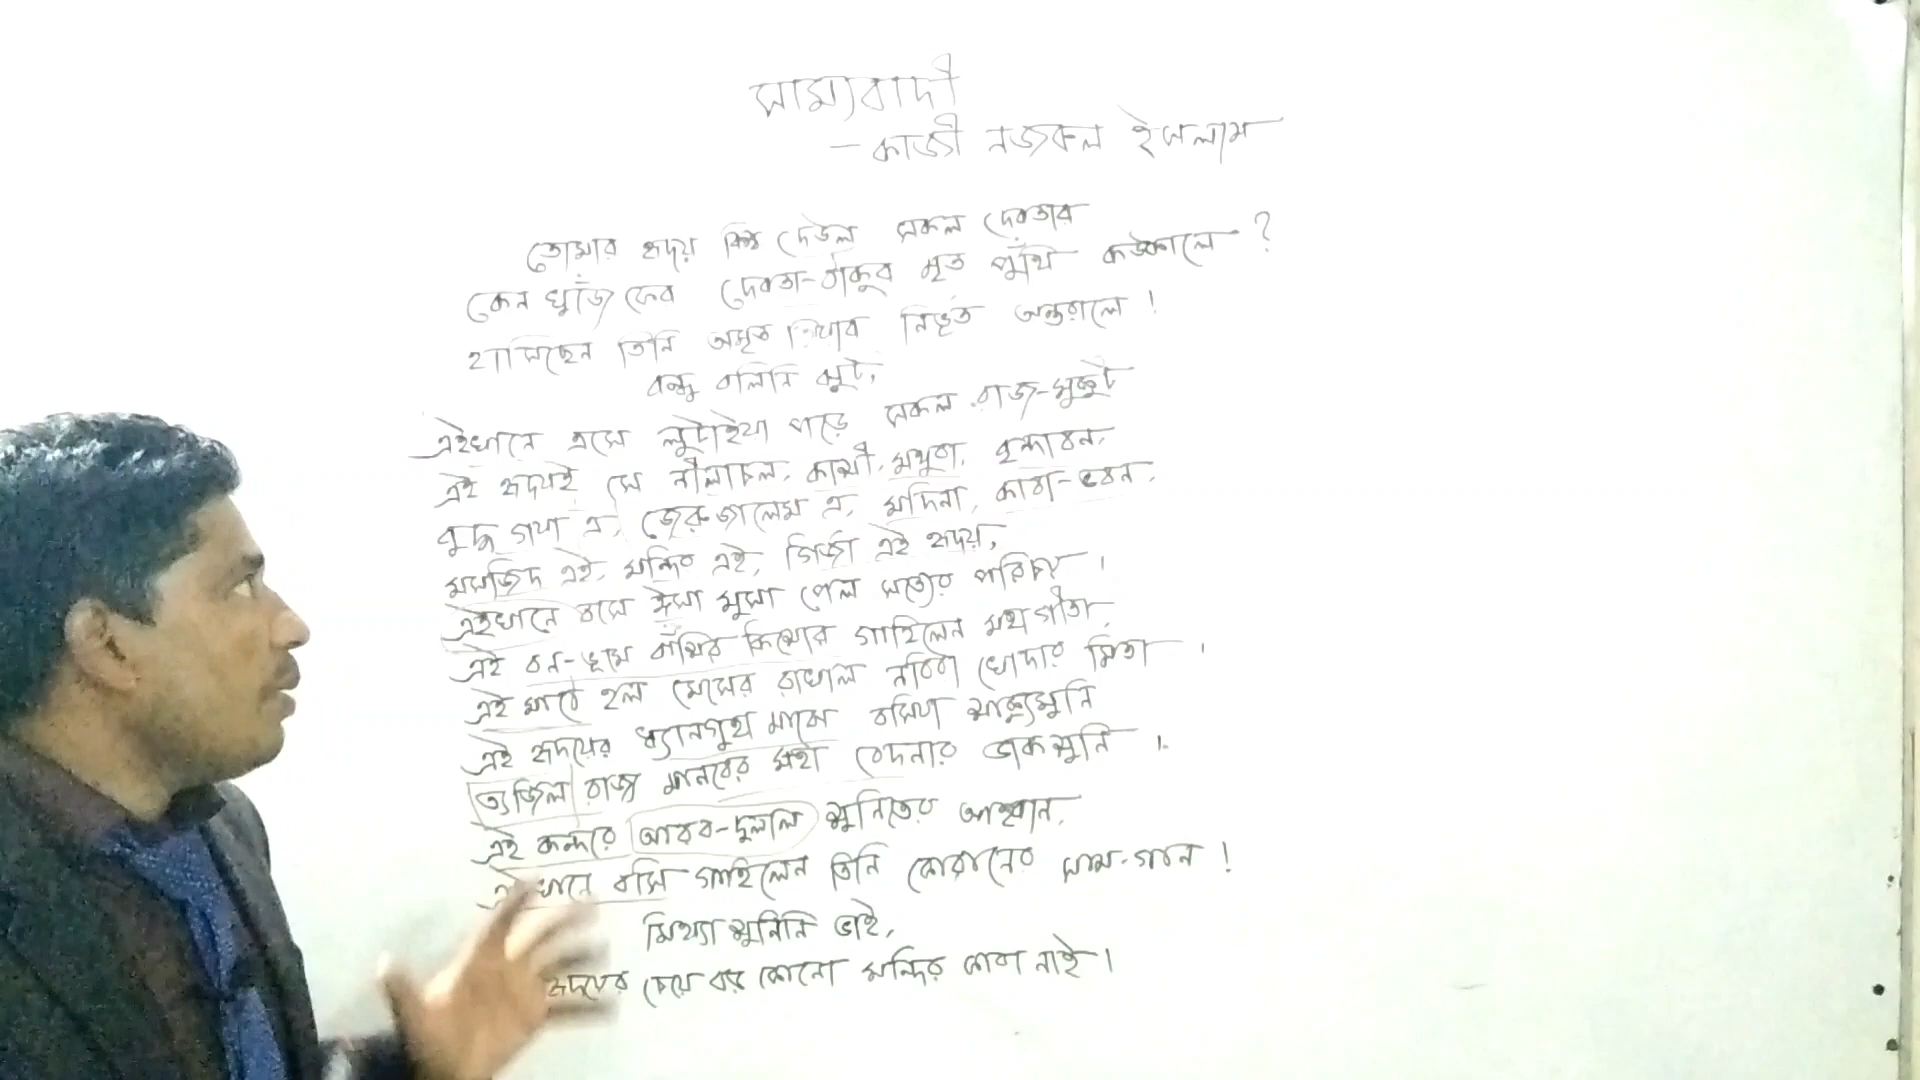 সাম্যবাদী
- কাজী নজরুল ইসলাম
তোমার হৃদয় বিশ্ব দেউল সকল দেবতার
কেন খুঁজে ফের দেবতা-ঠাকুর মৃত পুঁথি কঙ্কালে ?
হাসিছেন তিনি অমৃত হিয়ার নিভৃত অন্তরালে !
বন্ধু বলিনি ঝুট,
এইখানে এসে লুটাইয়া পড়ে সকল রাজ-মুকুট
এই হৃদয়ই সে নীলাচল, কাশী, মথুরা, বৃন্দাবন,
বুদ্ধ গয়া এ, জেরুজালেম এ, মদিনা, কাবা-ভবন,
মসজিদ এই, মন্দির এই, গির্জা এই হৃদয়,
এইখানে বসে ঈসা মুসা পেল সত্যের পরিচয় ।
এই রন-ভূমে বাঁশির কিশোর গাহিলেন মহা গীতা,
এই মাঠে হল মেষের রাখাল নবিরা খোদার মিতা ।
এই হৃদয়ের ধ্যানগুহা মাঝে বসিয়া শাক্যমুনি
ত্যজিল রাজ্য মানবের মহা বেদনার ডাক শুনি ।
এই কন্দরে আরব-দুলাল শুনিতের আহ্বান,
এইখানে বসি গাহিলেন তিনি কোরানের সাম-গান !
মিথ্যা শুনিনি ভাই,
হৃদয়ের চেয়ে বড় কোনো মন্দির কাবা নাই ।